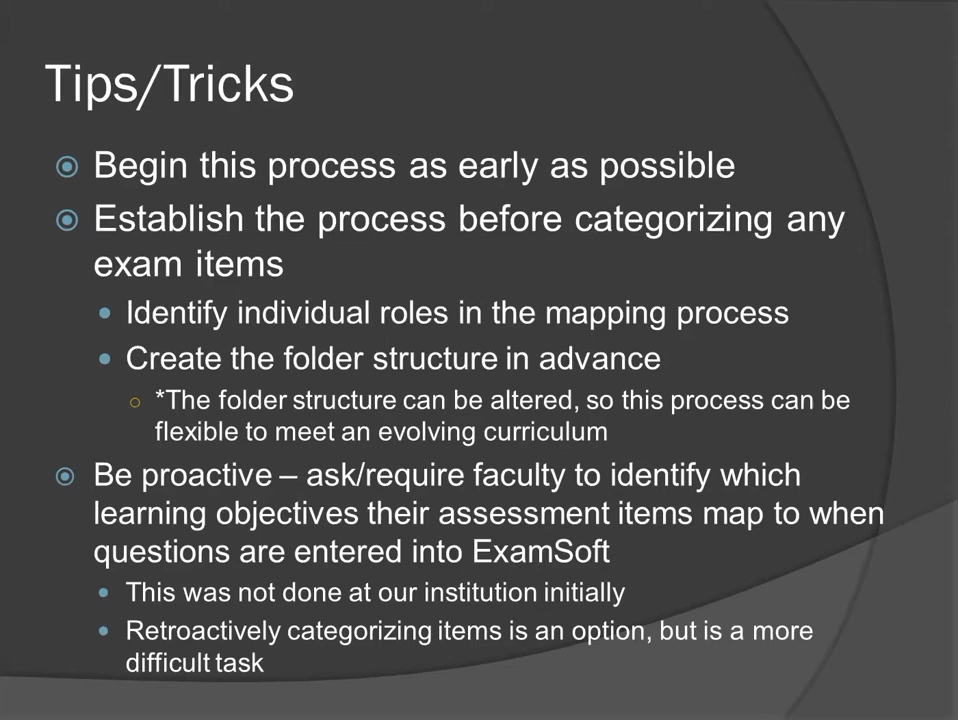 Tips/Tricks
Begin this process as early as possible
Establish the process before categorizing any
exam items
Identify individual roles in the mapping process
Create the folder structure in advance
*The folder structure can be altered, so this process can be
flexible to meet an evolving curriculum
Be proactive – ask/require faculty to identify which
learning objectives their assessment items map to when
questions are entered into ExamSoft
This was not done at our institution initially
Retroactively categorizing items is an option, but is a more
difficult task